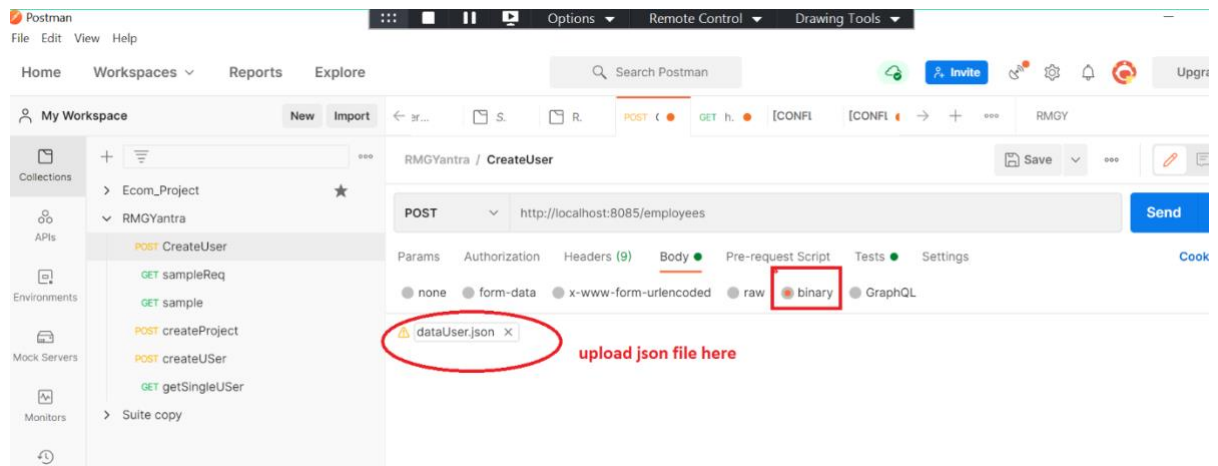 Postman
Options Remote Control Drawing Tools
File Edit View Help
Home Workspaces Reports Explore
Search Postman
Invite
Upgra
My Workspace New Import
er... S. R. POST ( GET h. [CONFL [CONFL RMGY
Collections
RMGYantra / CreateUser
Save
Ecom_Project
RMGYantra
APIs
POST http://localhost:8085/employees
Send
POST CreateUser
Params Authorization Headers (9) Body Pre-request Script Tests Settings
Cook
GET sampleReq
Environments
GET sample
none form-data x-www-form-urlencoded raw binary GraphQL
POST createProject
dataUser.json
upload json file here
Mock Servers
POST createUSer
GET getSingleUSer
Monitors
Suite copy